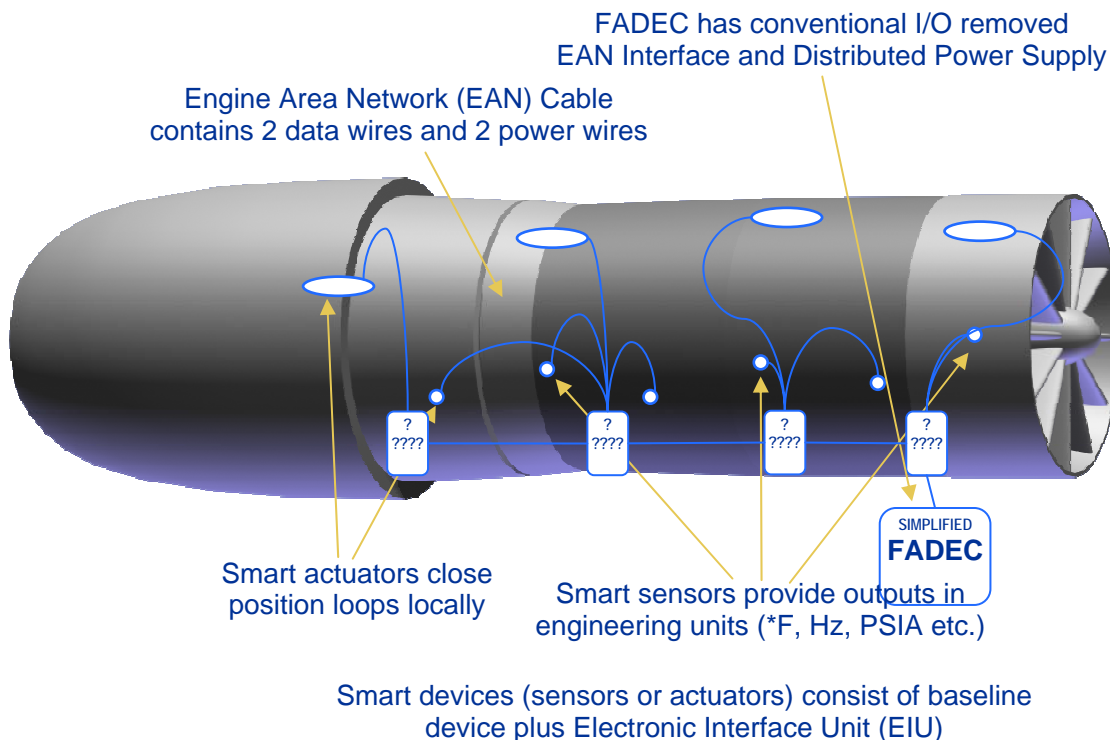 FADEC has conventional I/O removed
EAN Interface and Distributed Power Supply
Engine Area Network (EAN) Cable
contains 2 data wires and 2 power wires
?
????
?
????
?
????
?
????
SIMPLIFIED
FADEC
Smart actuators close
position loops locally
Smart sensors provide outputs in
engineering units (*F, Hz, PSIA etc.)
Smart devices (sensors or actuators) consist of baseline
device plus Electronic Interface Unit (EIU)